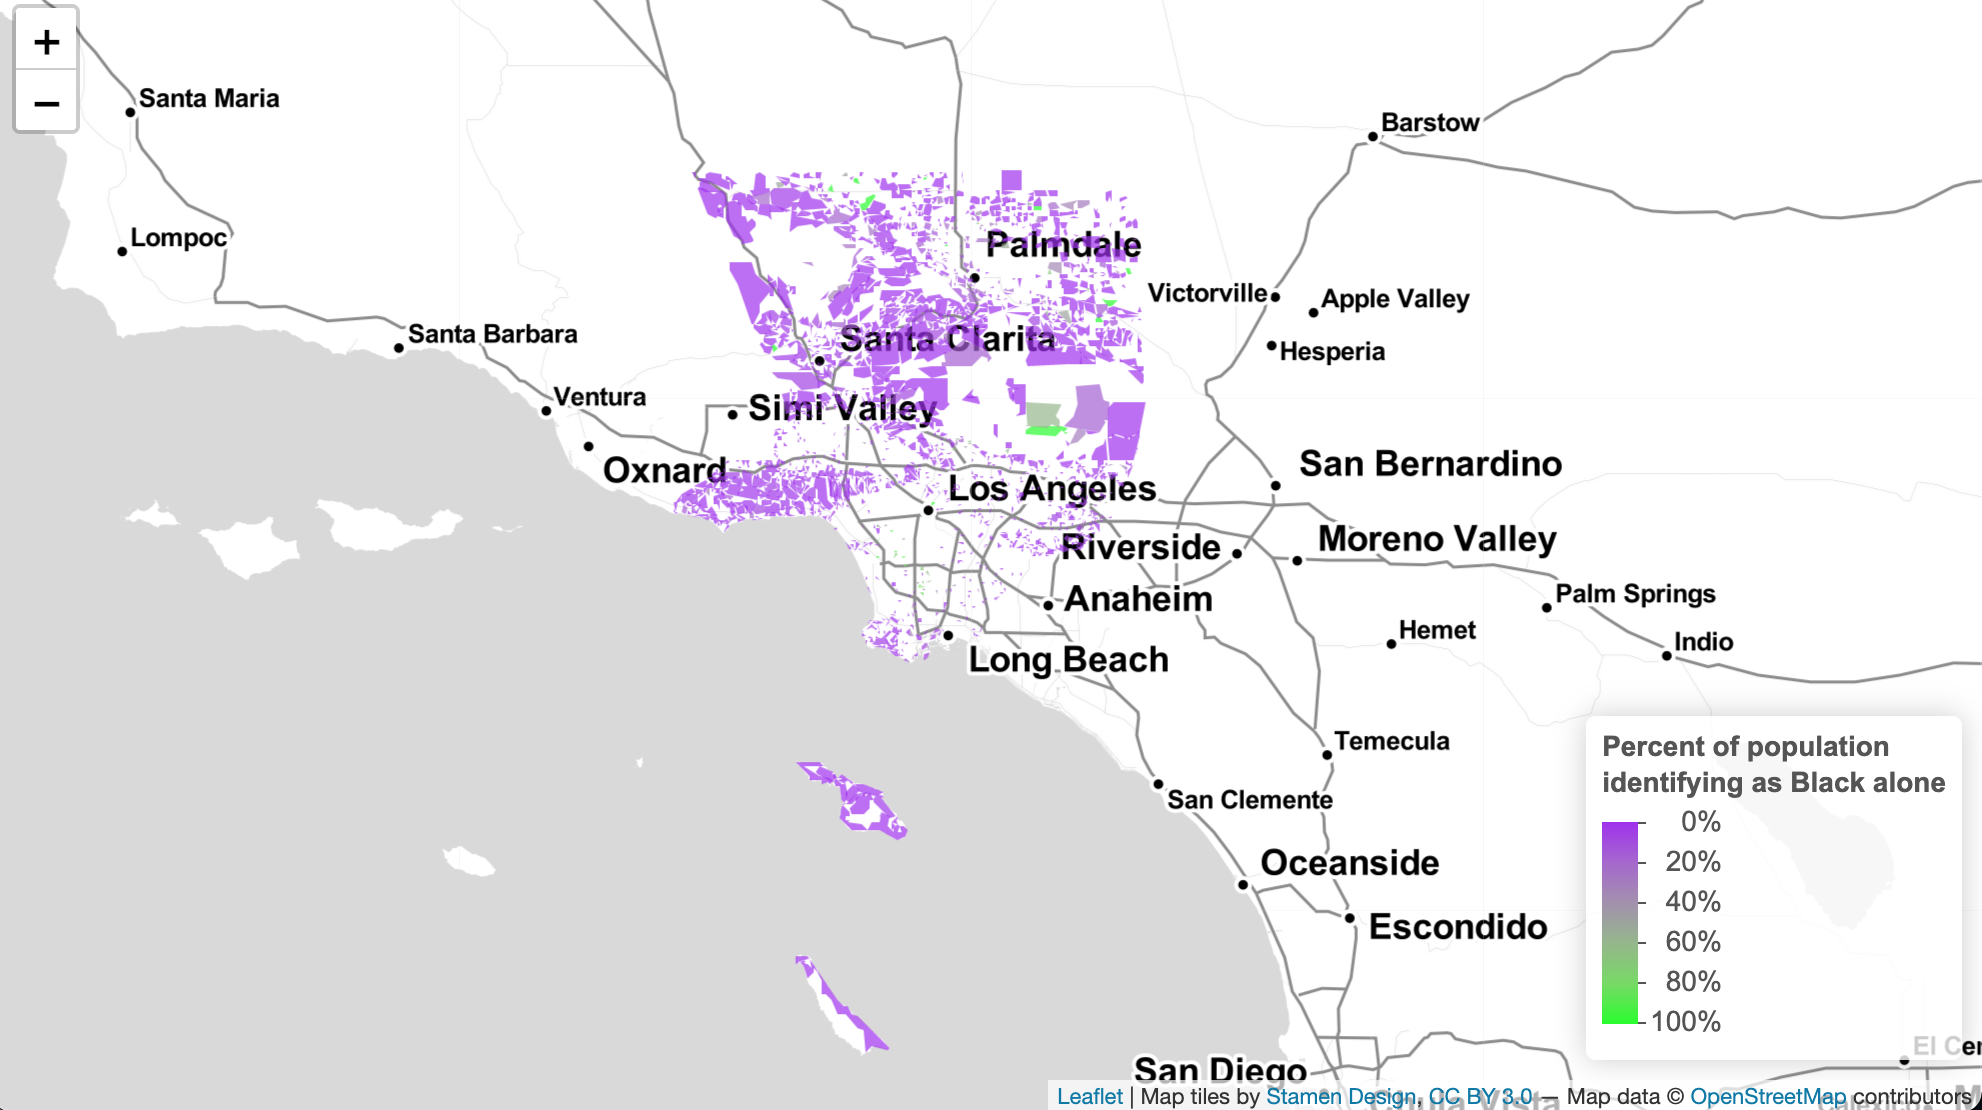 +
−
Santa Maria
Barstow
Lompoc
Palmdale
Victorville
Apple Valley
Santa Barbara
Santa Clarita
Hesperia
Ventura
Simi Valley
Oxnard
San Bernardino
Los Angeles
Riverside
Moreno Valley
Anaheim
Palm Springs
Hemet
Indio
Long Beach
Temecula
San Clemente
Oceanside
Escondido
San Diego
Chula Vista
Percent of population
identifying as Black alone
0%
20%
40%
60%
80%
100%
El Cen
Leaflet | Map tiles by Stamen Design, CC BY 3.0 — Map data © OpenStreetMap contributors